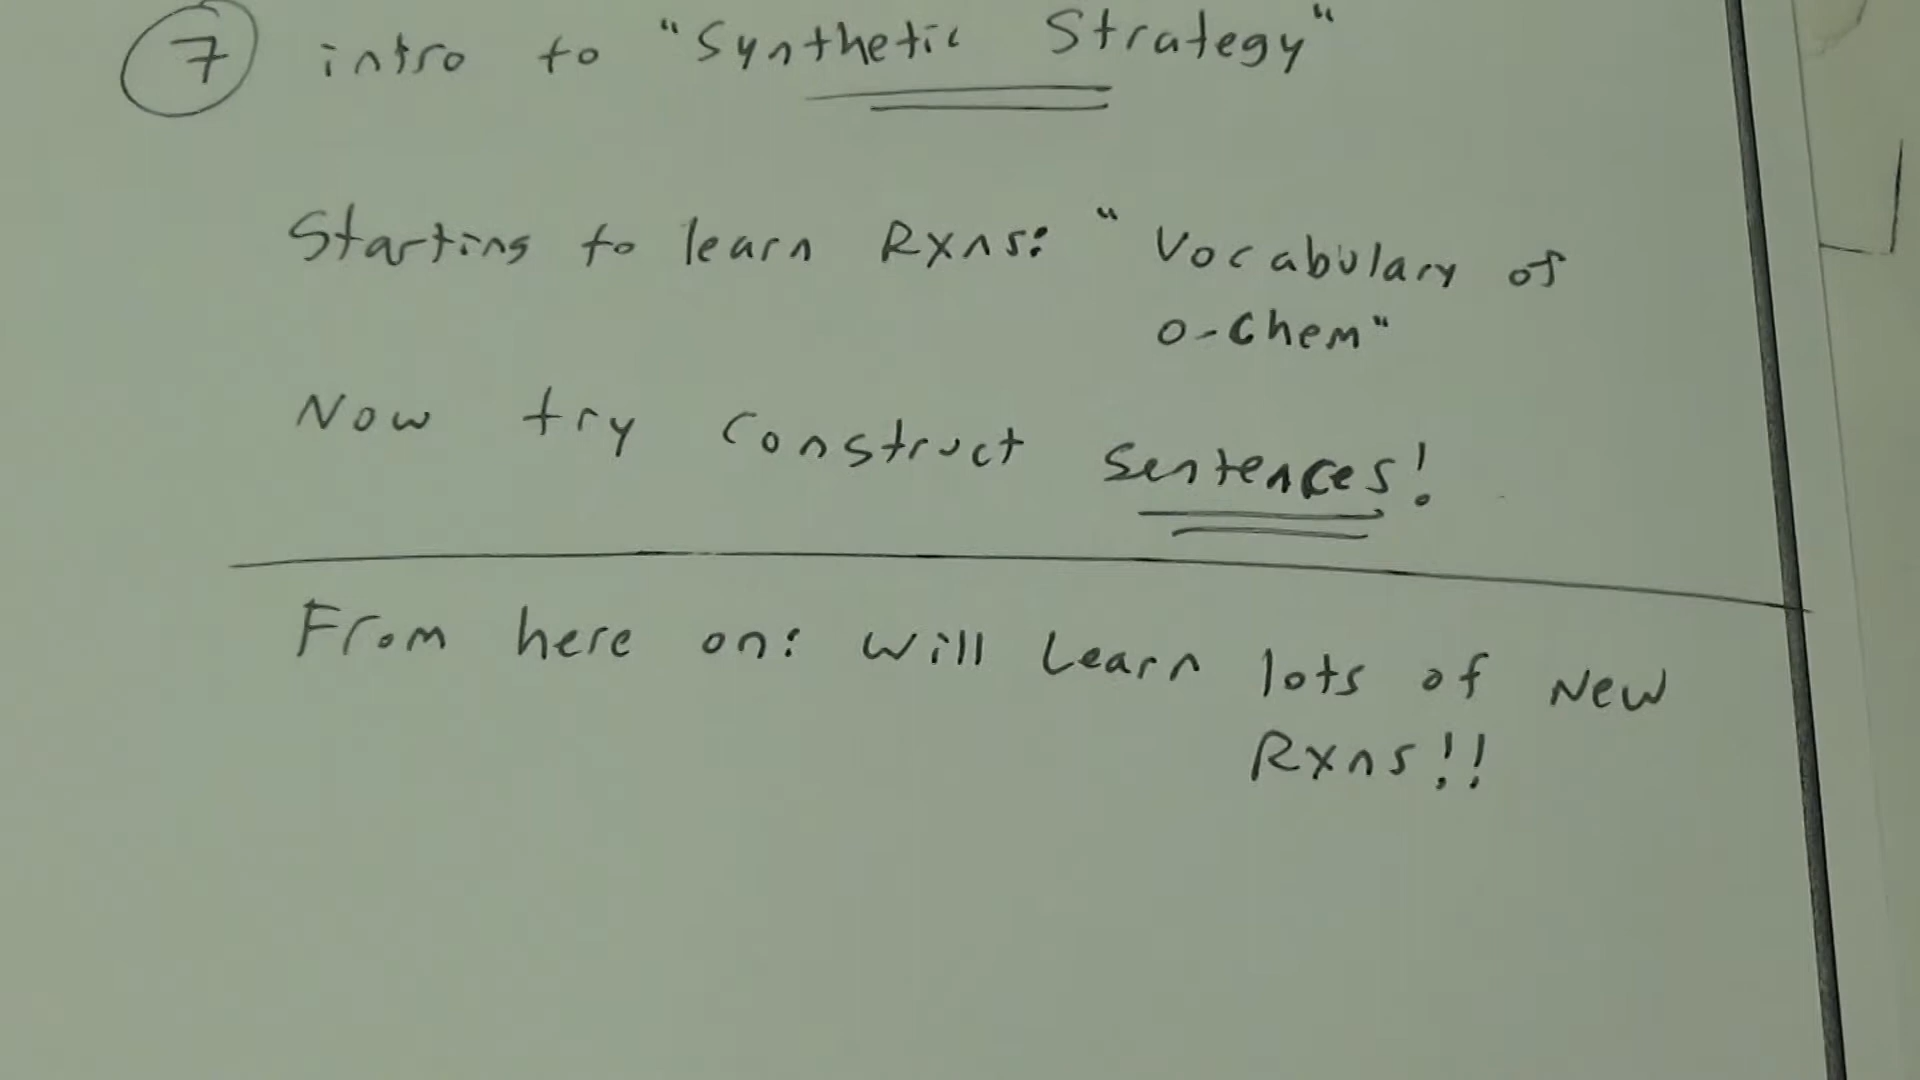 7 intro to "Synthetic Strategy"
Starting to learn Rxns: "Vocabulary of
o-Chem"
Now try construct sentences!
From here on: will learn lots of New
Rxns!!